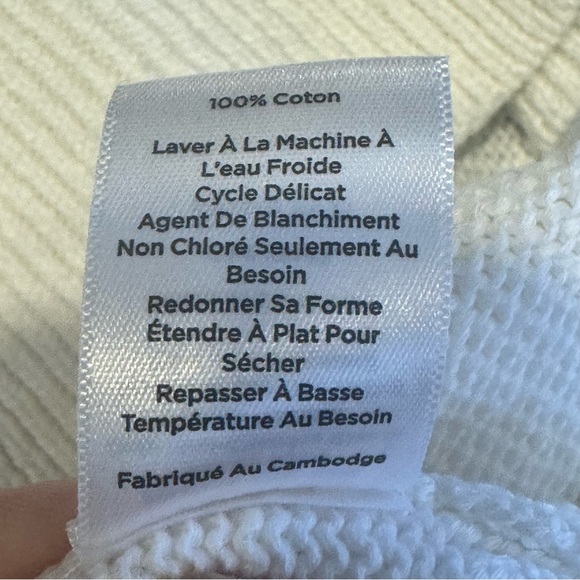 100% Coton
Laver À La Machine À
L'eau Froide
Cycle Délicat
Agent De Blanchiment
Non Chloré Seulement Au
Besoin
Redonner Sa Forme
Étendre À Plat Pour
Sécher
Repasser À Basse
Température Au Besoin
Fabriqué Au Cambodge